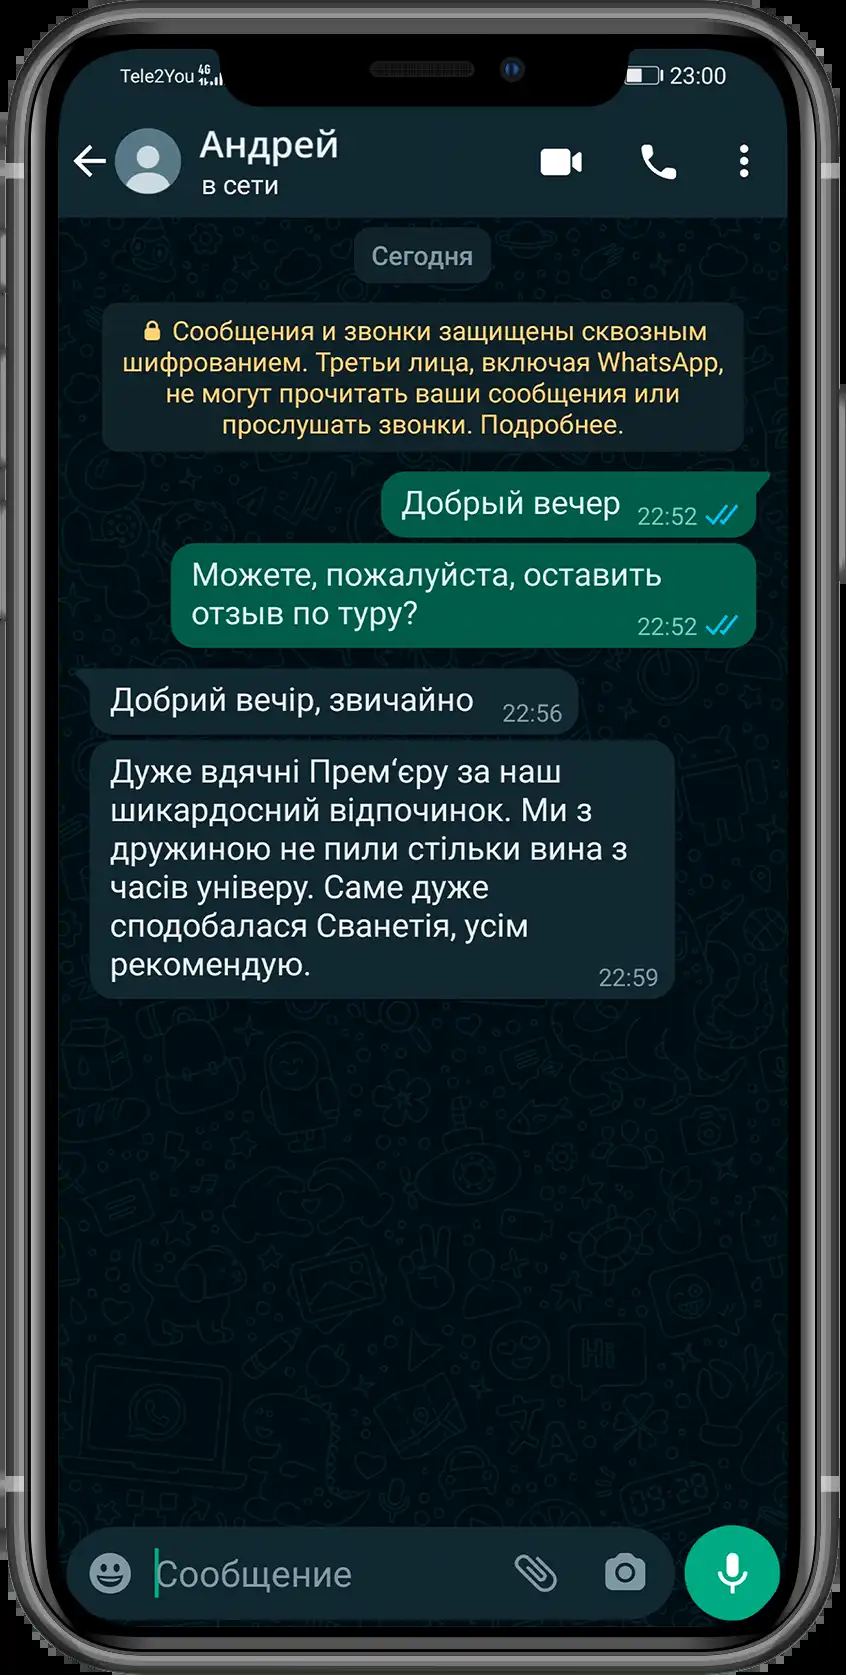 Tele2You 4G 23:00
Андрей
в сети
Сегодня
Сообщения и звонки защищены сквозным
шифрованием. Третьи лица, включая WhatsApp,
не могут прочитать ваши сообщения или
прослушать звонки. Подробнее.
Добрый вечер 22:52
Можете, пожалуйста, оставить
отзыв по туру?
22:52
Добрий вечір, звичайно 22:56
Дуже вдячні Прем‘єру за наш
шикардосний відпочинок. Ми з
дружиною не пили стільки вина з
часів універу. Саме дуже
сподобалася Сванетія, усім
рекомендую.
22:59
Hi
09:28
Сообщение